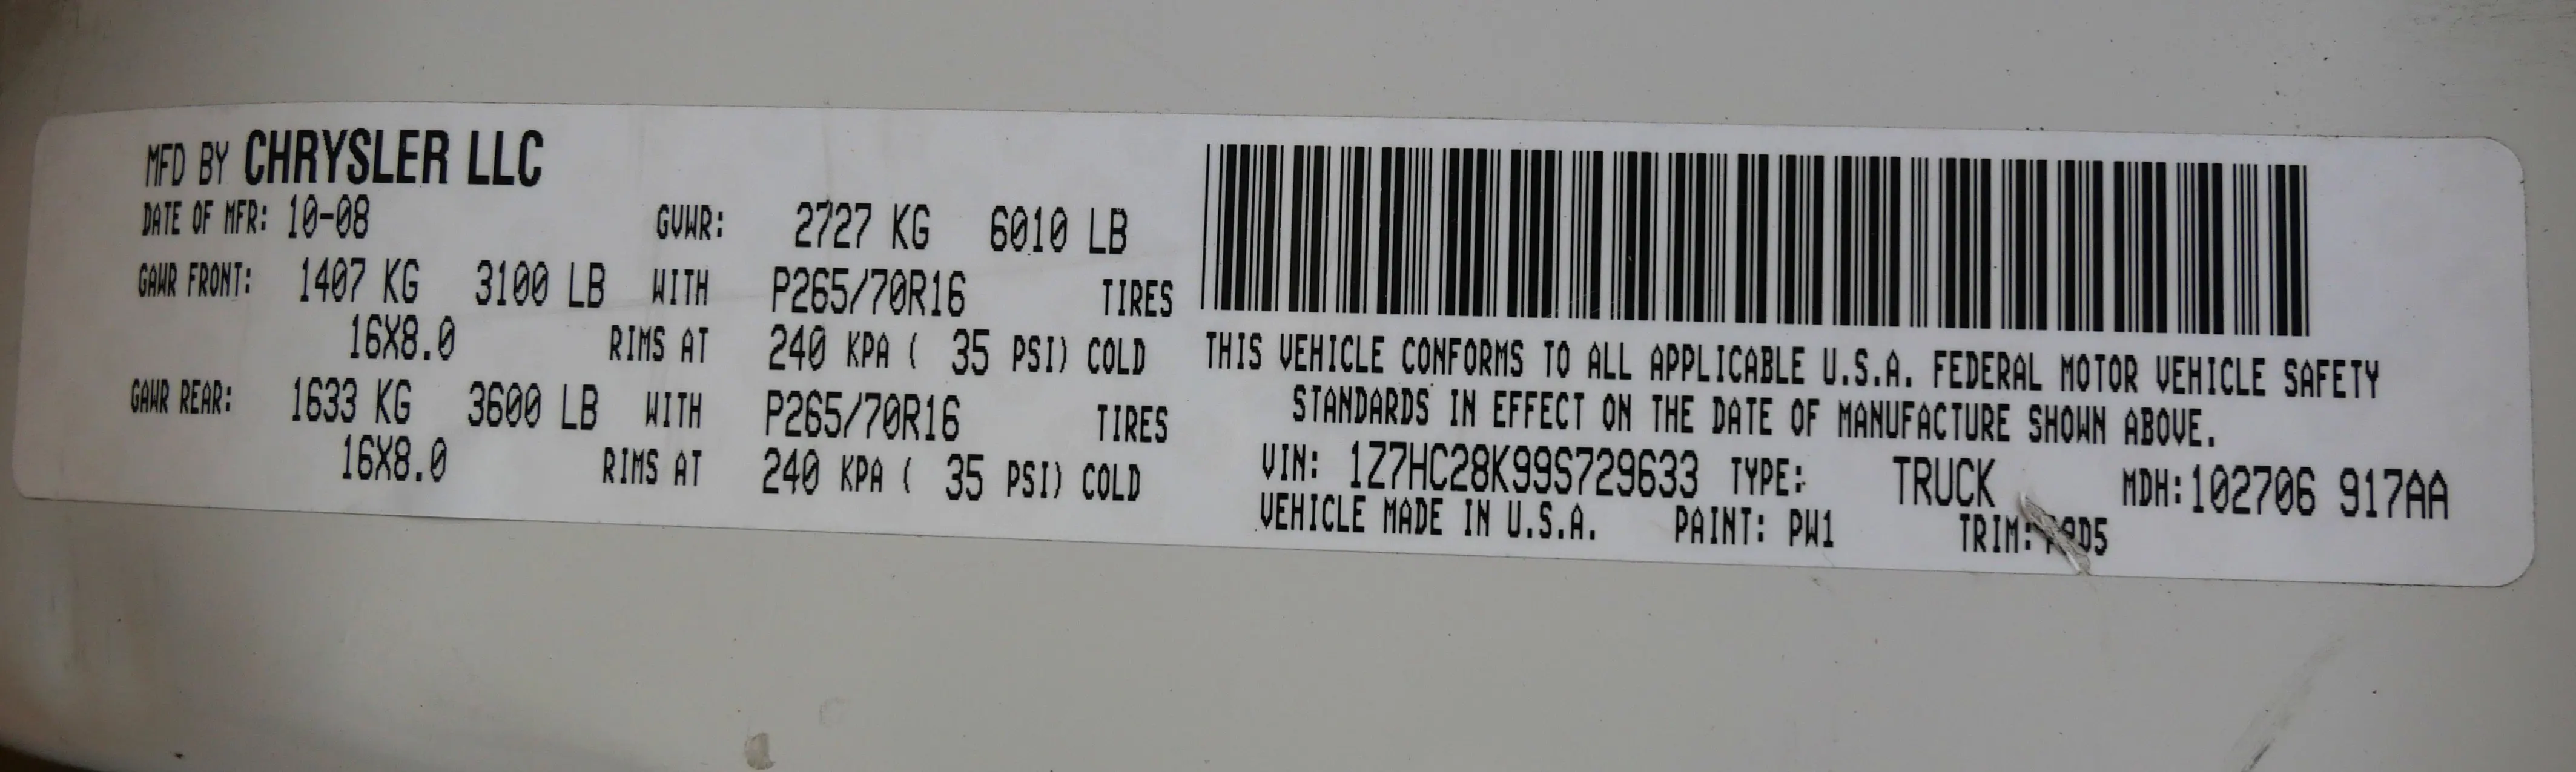 MFD BY CHRYSLER LLC
DATE OF MFR: 10-08 GVWR: 2727 KG 6010 LB
GAWR FRONT: 1407 KG 3100 LB WITH P265/70R16 TIRES
16X8.0 RIMS AT 240 KPA ( 35 PSI) COLD
GAWR REAR: 1633 KG 3600 LB WITH P265/70R16 TIRES
16X8.0 RIMS AT 240 KPA ( 35 PSI) COLD
THIS VEHICLE CONFORMS TO ALL APPLICABLE U.S.A. FEDERAL MOTOR VEHICLE SAFETY
STANDARDS IN EFFECT ON THE DATE OF MANUFACTURE SHOWN ABOVE.
VIN: 1Z7HC28K99S729633 TYPE: TRUCK MDH:102706 917AA
VEHICLE MADE IN U.S.A. PAINT: PW1 TRIM: